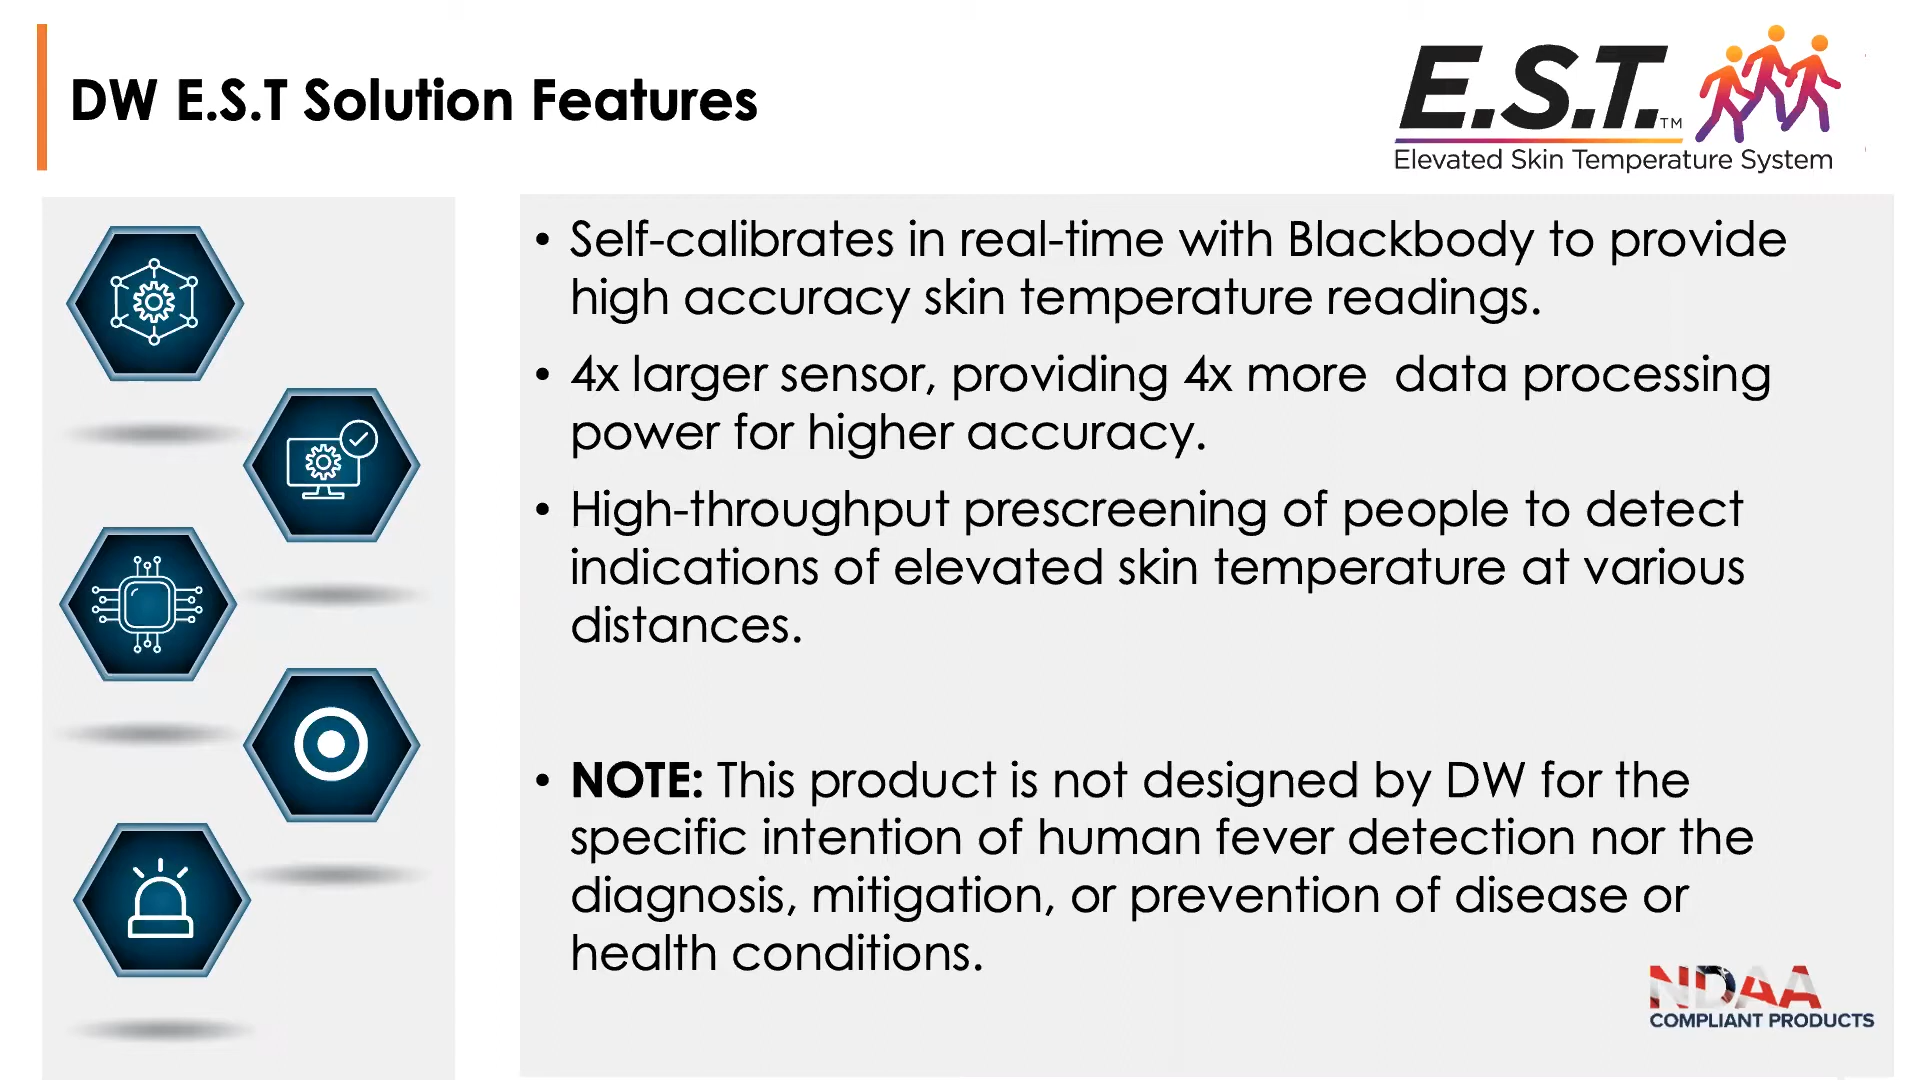 DW E.S.T Solution Features
E.S.T.™
Elevated Skin Temperature System
• Self-calibrates in real-time with Blackbody to provide
high accuracy skin temperature readings.
• 4x larger sensor, providing 4x more  data processing
power for higher accuracy.
• High-throughput prescreening of people to detect
indications of elevated skin temperature at various
distances.
• NOTE: This product is not designed by DW for the
specific intention of human fever detection nor the
diagnosis, mitigation, or prevention of disease or
health conditions.
NDAA
COMPLIANT PRODUCTS